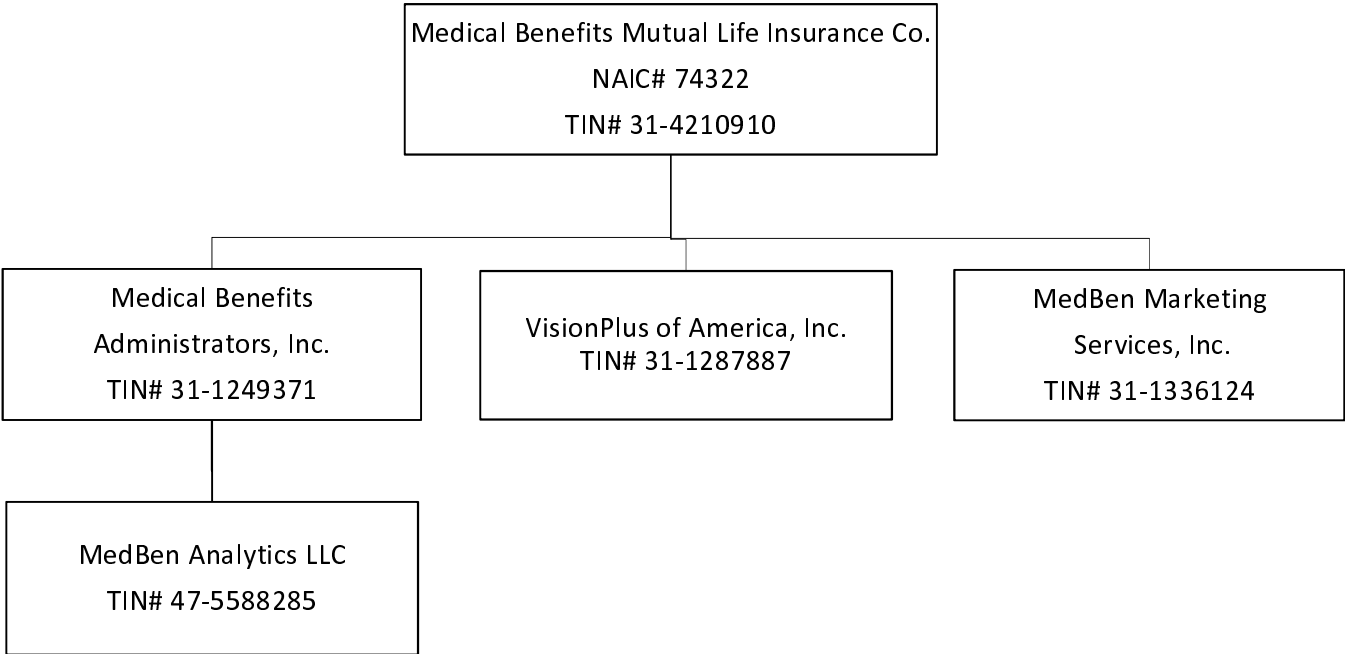 Medical Benefits Mutual Life Insurance Co.
NAIC# 74322
TIN# 31-4210910
Medical Benefits
Administrators, Inc.
TIN# 31-1249371
VisionPlus of America, Inc.
TIN# 31-1287887
MedBen Marketing
Services, Inc.
TIN# 31-1336124
MedBen Analytics LLC
TIN# 47-5588285